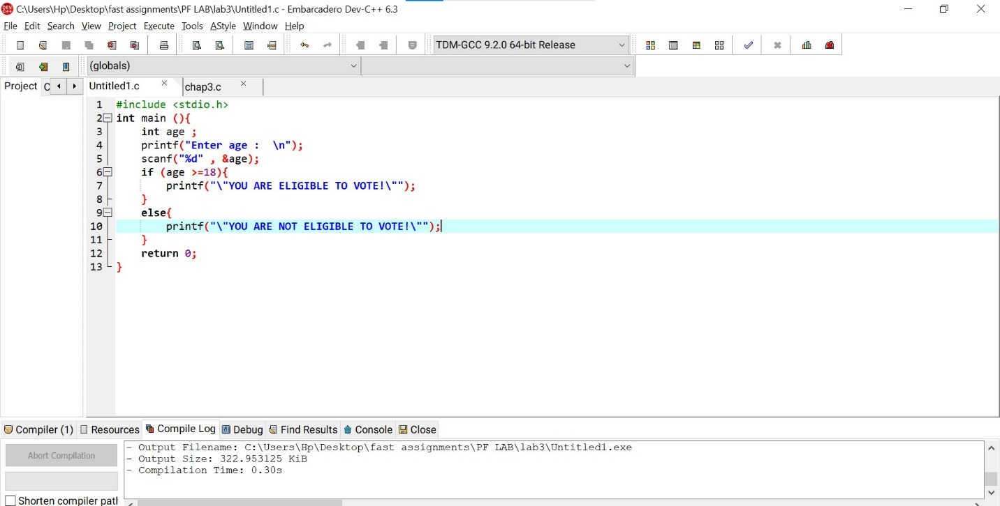 C:\Users\Hp\Desktop\fast assignments\PF LAB\lab3\Untitled1.c - Embarcadero Dev-C++ 6.3
File Edit Search View Project Execute Tools AStyle Window Help
TDM-GCC 9.2.0 64-bit Release
(globals)
Project C Untitled1.c chap3.c
1 #include <stdio.h>
2 int main (){
3 int age ;
4 printf("Enter age :  \n");
5 scanf("%d" , &age);
6 if (age >=18){
7 printf("\"YOU ARE ELIGIBLE TO VOTE!\"");
8 }
9 else{
10 printf("\"YOU ARE NOT ELIGIBLE TO VOTE!\"");
11 }
12 return 0;
13 }
Compiler (1) Resources Compile Log Debug Find Results Console Close
Abort Compilation
- Output Filename: C:\Users\Hp\Desktop\fast assignments\PF LAB\lab3\Untitled1.exe
- Output Size: 322.953125 KiB
- Compilation Time: 0.30s
Shorten compiler path